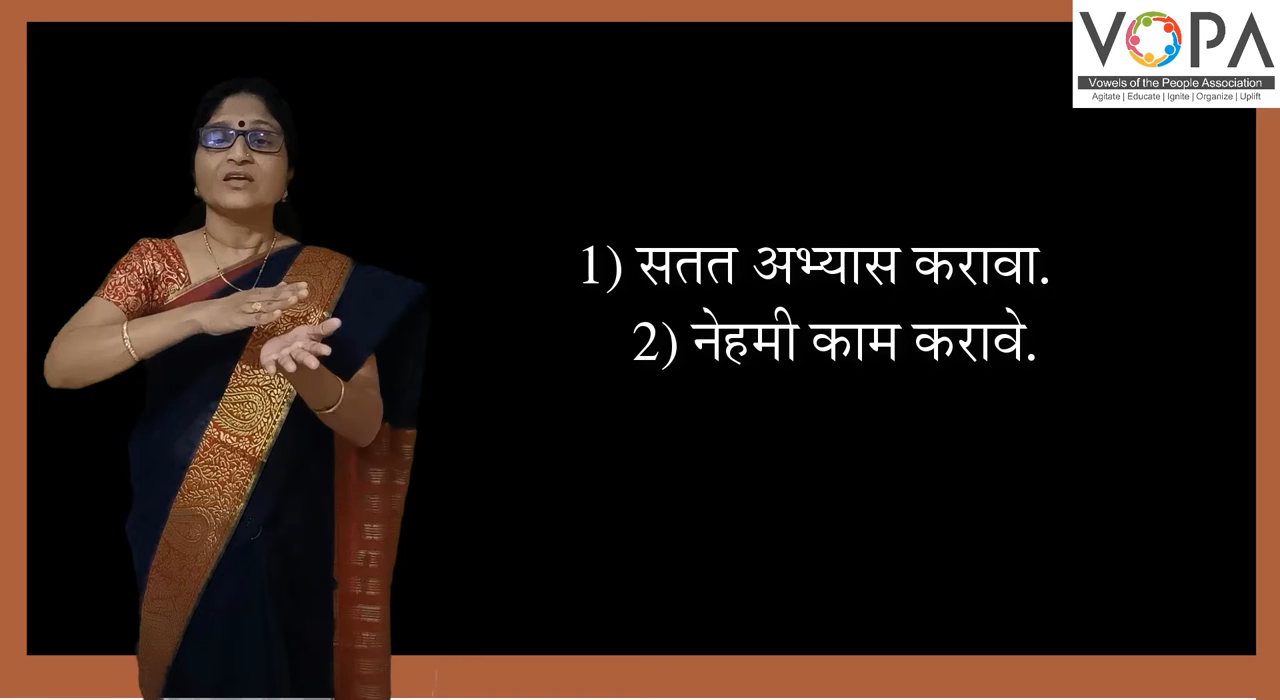 VOPA
Vowels of the People Association
Agitate | Educate | Ignite | Organize | Uplift
1) सतत अभ्यास करावा.
2) नेहमी काम करावे.